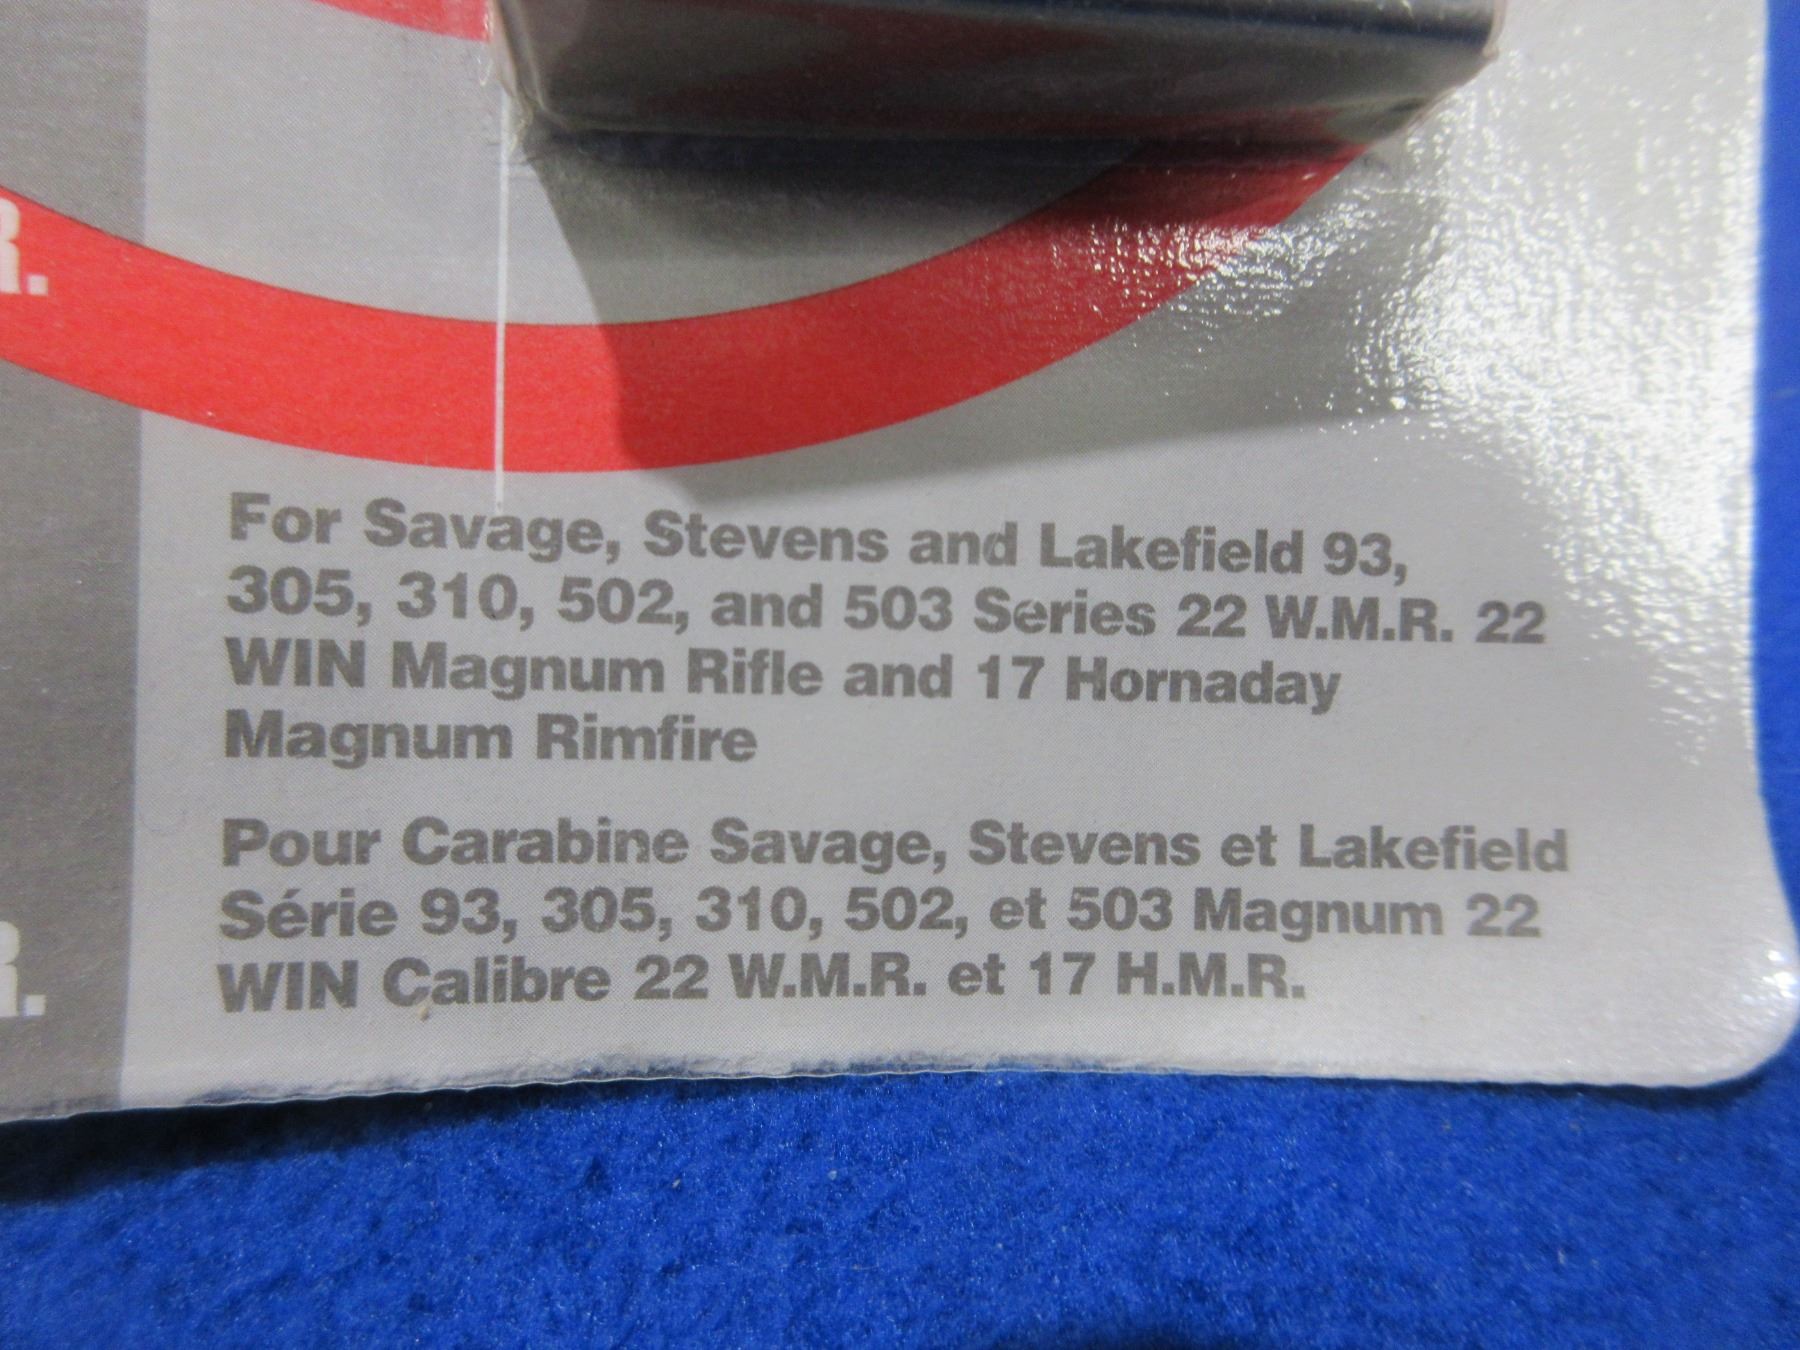 R.
For Savage, Stevens and Lakefield 93,
305, 310, 502, and 503 Series 22 W.M.R. 22
WIN Magnum Rifle and 17 Hornaday
Magnum Rimfire
Pour Carabine Savage, Stevens et Lakefield
Série 93, 305, 310, 502, et 503 Magnum 22
WIN Calibre 22 W.M.R. et 17 H.M.R.
R.